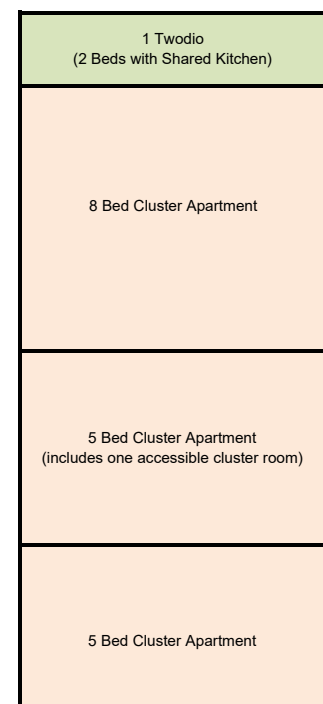 1 Twodio
(2 Beds with Shared Kitchen)
8 Bed Cluster Apartment
5 Bed Cluster Apartment
(includes one accessible cluster room)
5 Bed Cluster Apartment